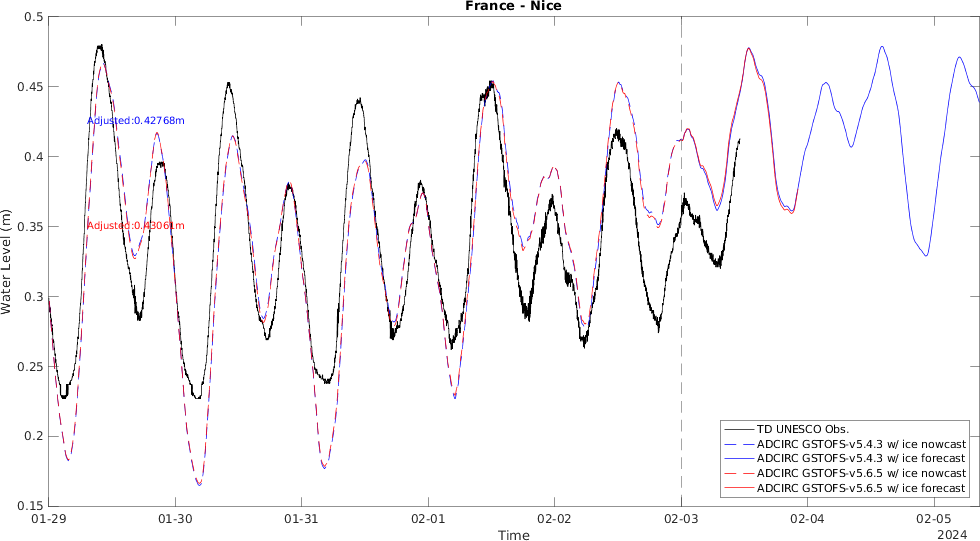 France - Nice
0.5
0.45
0.4
0.35
0.3
0.25
0.2
0.15
Water Level (m)
Adjusted:0.42768m
Adjusted:0.43061m
TD UNESCO Obs.
ADCIRC GSTOFS-v5.4.3 w/ ice nowcast
ADCIRC GSTOFS-v5.4.3 w/ ice forecast
ADCIRC GSTOFS-v5.6.5 w/ ice nowcast
ADCIRC GSTOFS-v5.6.5 w/ ice forecast
01-29 01-30 01-31 02-01 02-02 02-03 02-04 02-05
Time
2024